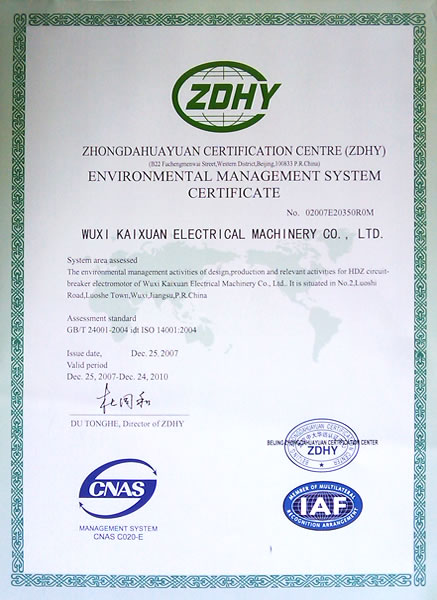 ZDHY
ZHONGDAHUAYUAN CERTIFICATION CENTRE (ZDHY)
(B22 Fuchengmenwai Street,Western District,Beijing,100833 P.R.China)
ENVIRONMENTAL MANAGEMENT SYSTEM
CERTIFICATE
No. 02007E20350R0M
WUXI KAIXUAN ELECTRICAL MACHINERY CO., LTD.
System area assessed
The environmental management activities of design,production and relevant activities for HDZ circuit-
breaker electromotor of Wuxi Kaixuan Electrical Machinery Co., Ltd.. It is situated in No.2,Luoshi
Road,Luoshe Town,Wuxi,Jiangsu,P.R.China
Assessment standard
GB/T 24001-2004 idt ISO 14001:2004
Issue date, Dec. 25, 2007
Valid period
Dec. 25, 2007-Dec. 24, 2010
DU TONGHE, Director of ZDHY
BEIJING ZHONGDAHUAYUAN CERTIFICATION CENTER
ZDHY
CNAS
MANAGEMENT SYSTEM
CNAS C020-E
MEMBER OF MULTILATERAL
IAF
RECOGNITION ARRANGEMENT